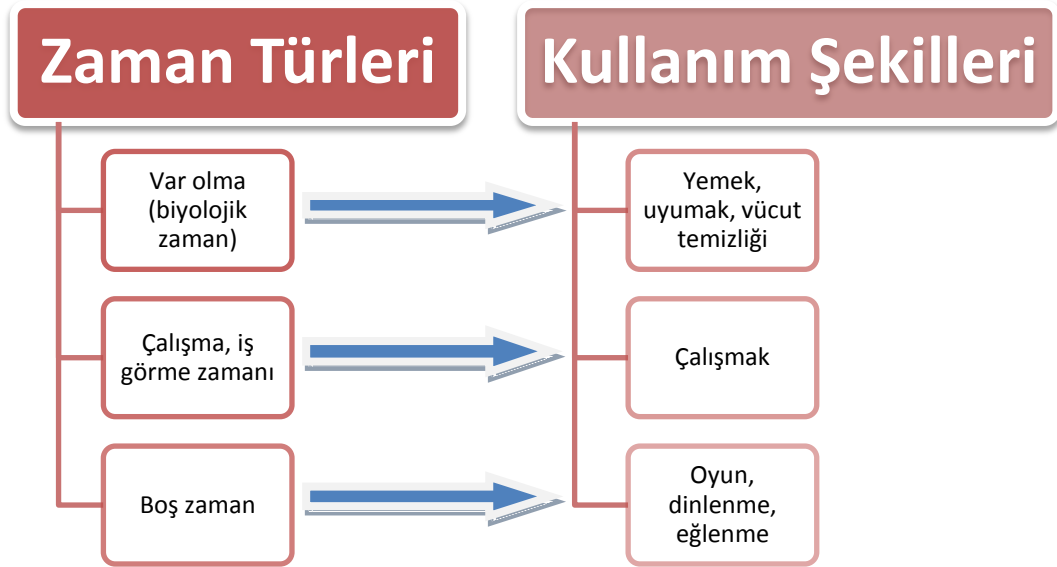 Zaman Türleri
Kullanım Şekilleri
Var olma
(biyolojik
zaman)
Yemek,
uyumak, vücut
temizliği
Çalışma, iş
görme zamanı
Çalışmak
Boş zaman
Oyun,
dinlenme,
eğlenme